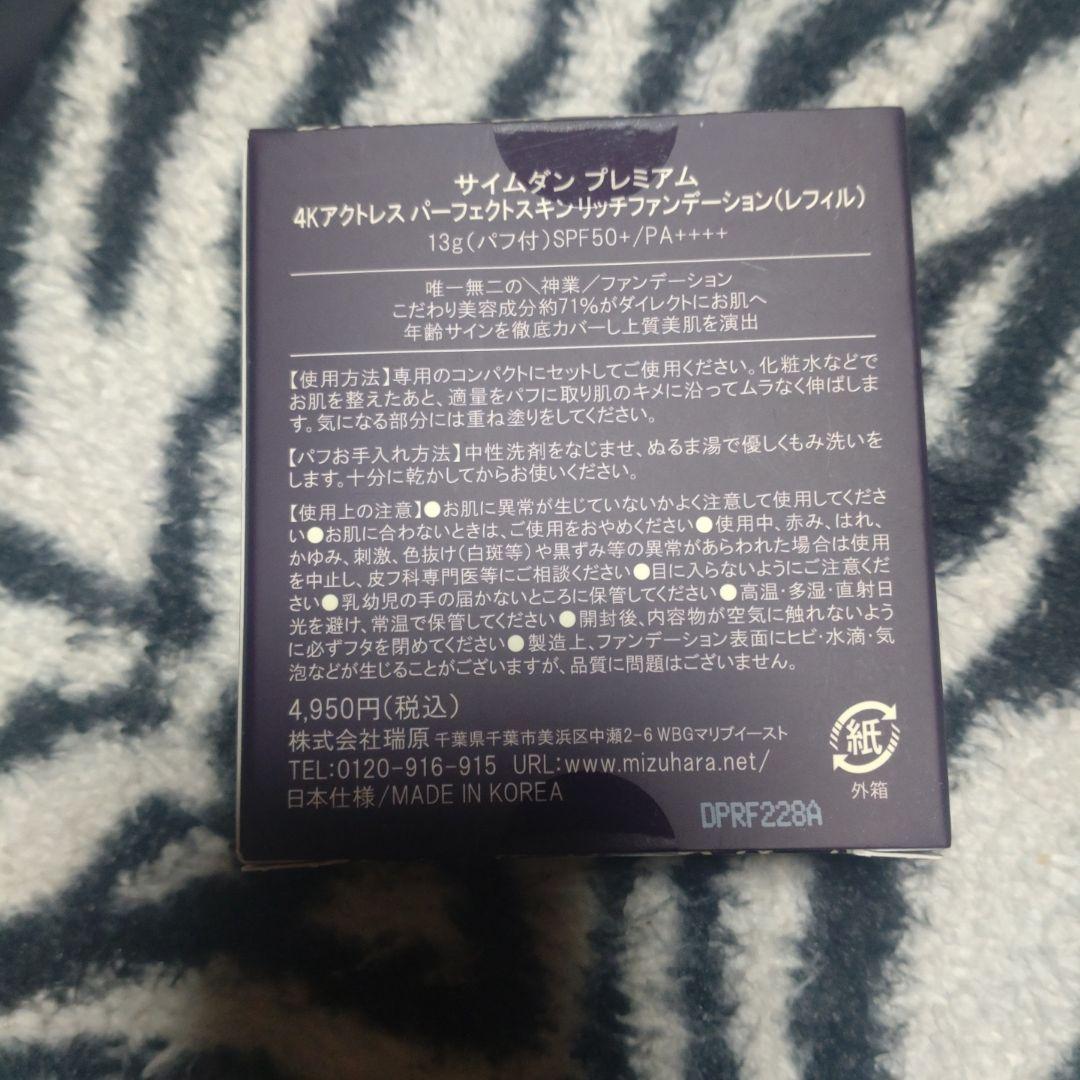 サイムダン プレミアム
4Kアクトレス パーフェクトスキンリッチファンデーション(レフィル)
13g(パフ付)SPF50+/PA++++
唯一無二の＼神業／ファンデーション
こだわり美容成分約71%がダイレクトにお肌へ
年齢サインを徹底カバーし上質美肌を演出
【使用方法】専用のコンパクトにセットしてご使用ください。化粧水などで
お肌を整えたあと、適量をパフに取り肌のキメに沿ってムラなく伸ばしま
す。気になる部分には重ね塗りをしてください。
【パフお手入れ方法】中性洗剤をなじませ、ぬるま湯で優しくもみ洗いを
します。十分に乾かしてからお使いください。
【使用上の注意】●お肌に異常が生じていないかよく注意して使用してくださ
い●お肌に合わないときは、ご使用をおやめください●使用中、赤み、はれ、
かゆみ、刺激、色抜け(白斑等)や黒ずみ等の異常があらわれた場合は使用
を中止し、皮フ科専門医等にご相談ください●目に入らないようにご注意くだ
さい●乳幼児の手の届かないところに保管してください●高温・多湿・直射日
光を避け、常温で保管してください●開封後、内容物が空気に触れないよう
に必ずフタを閉めてください●製造上、ファンデーション表面にヒビ・水滴・気
泡などが生じることがございますが、品質に問題はございません。
4,950円(税込)
株式会社瑞原 千葉県千葉市美浜区中瀬2-6 WBGマリブイースト
TEL:0120-916-915 URL:www.mizuhara.net/
日本仕様/MADE IN KOREA
紙
外箱
DPRF228A